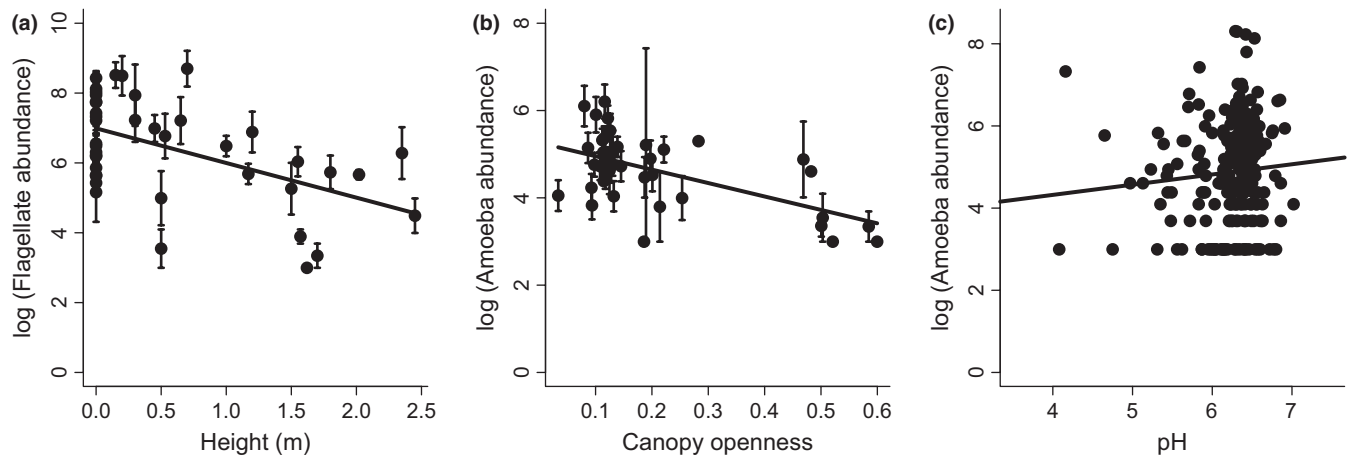 (a)
log (Flagellate abundance)
0 2 4 6 8 10
0.0 0.5 1.0 1.5 2.0 2.5
Height (m)
(b)
log (Amoeba abundance)
0 2 4 6 8
0.1 0.2 0.3 0.4 0.5 0.6
Canopy openness
(c)
log (Amoeba abundance)
0 2 4 6 8
4 5 6 7
pH